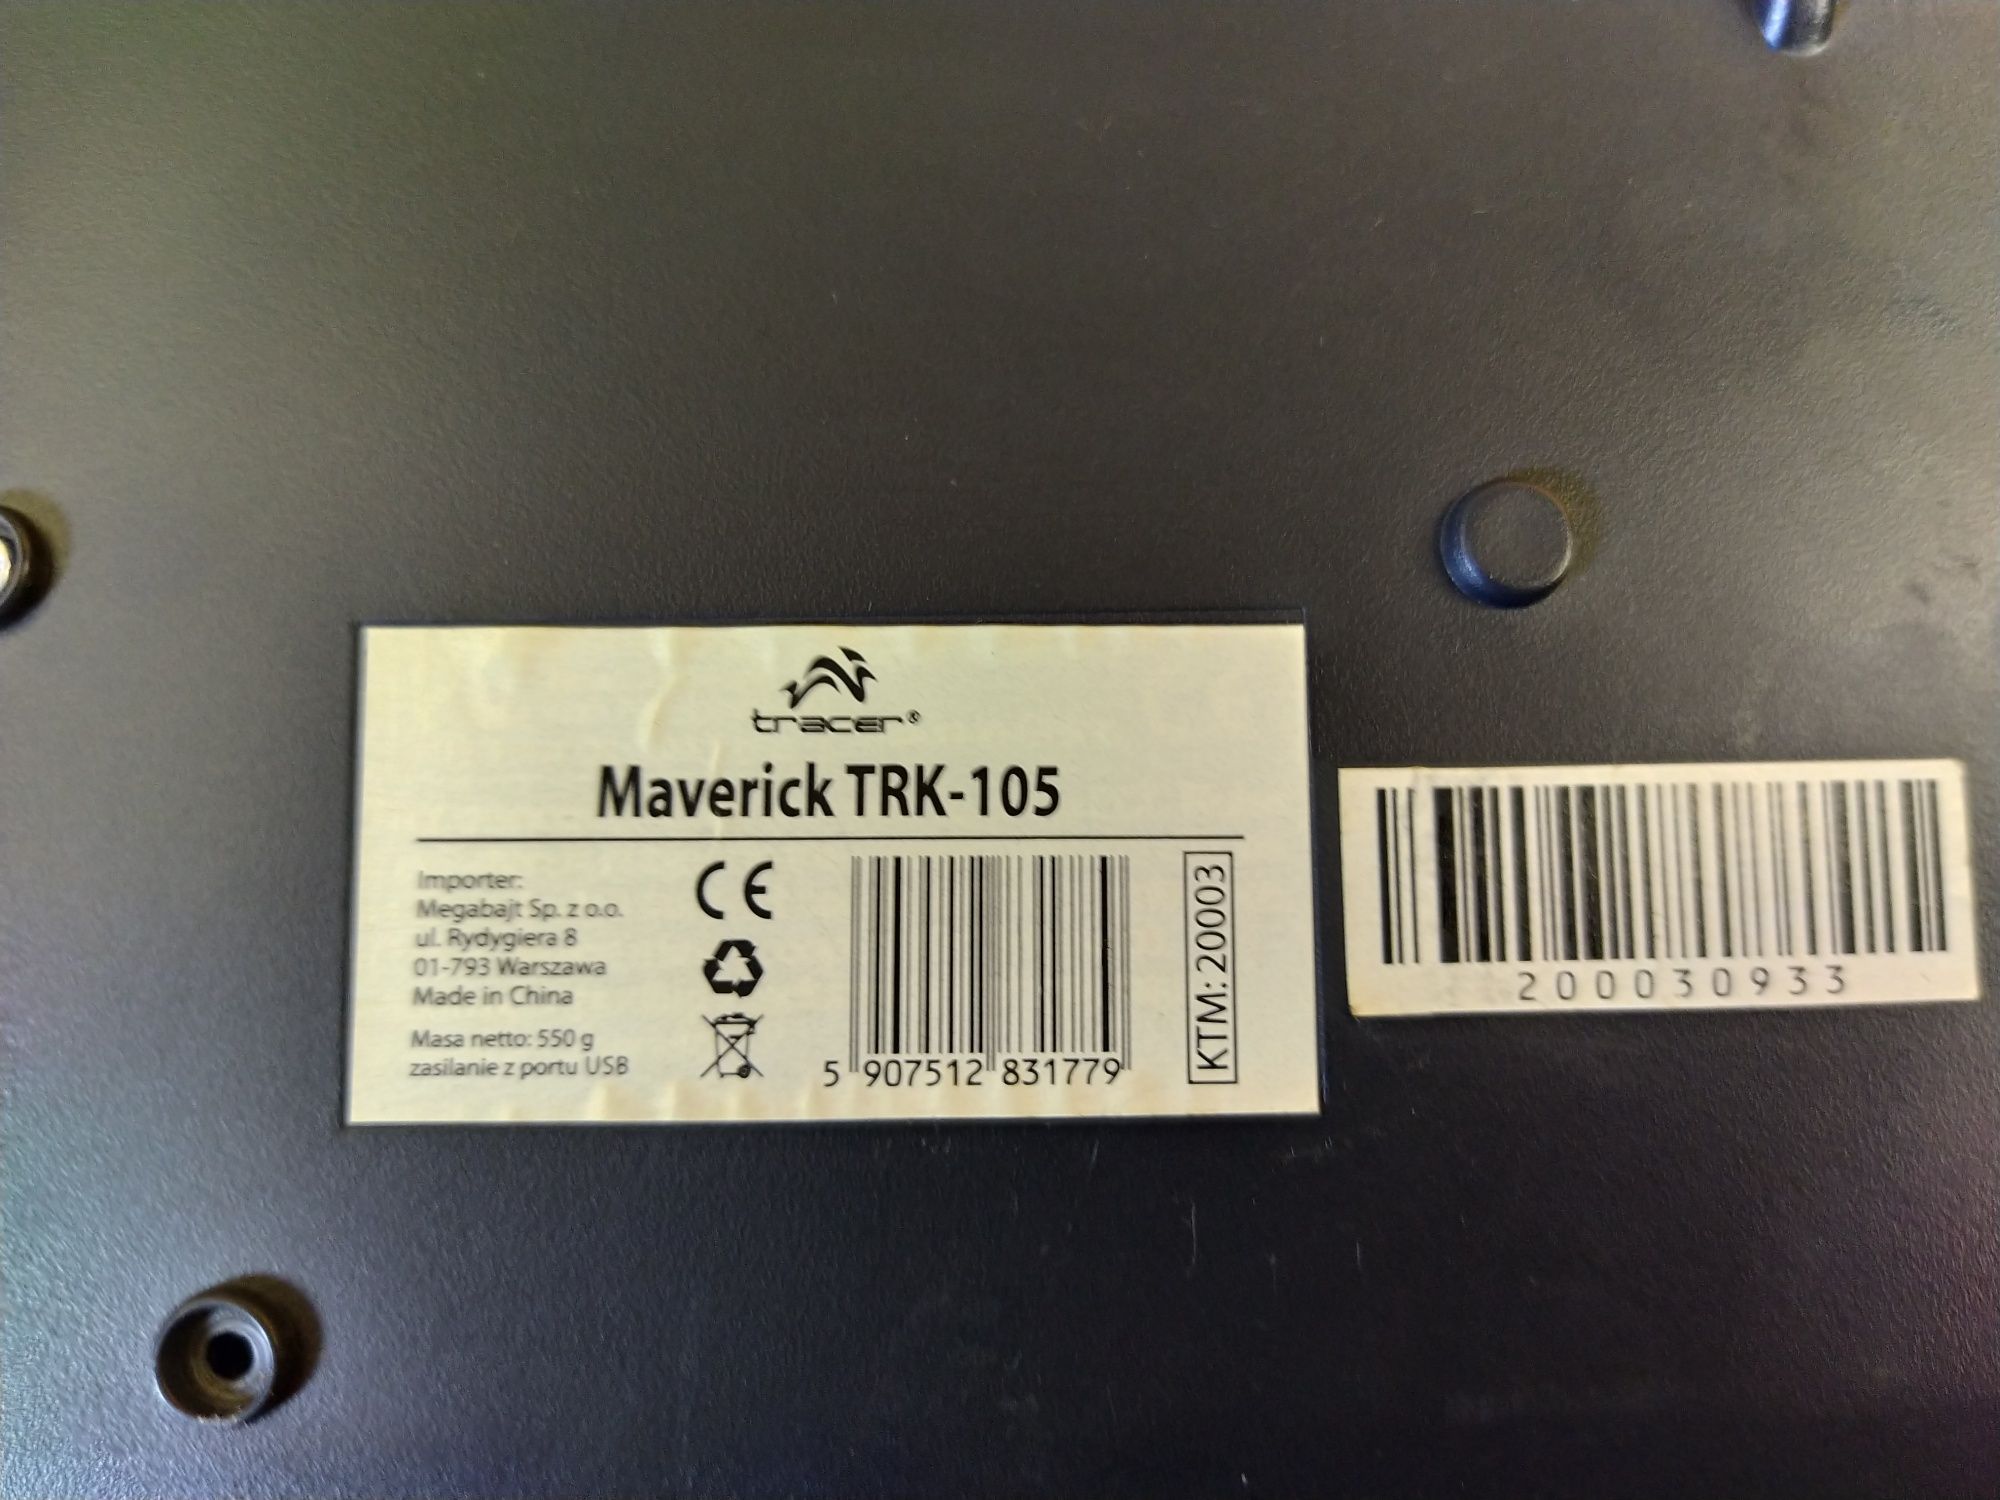 tracer®
Maverick TRK-105
Importer:
Megabajt Sp. z o.o.
ul. Rydygiera 8
01-793 Warszawa
Made in China
Masa netto: 550 g
zasilanie z portu USB
CE
5 907512 831779
KTM: 20003
200030933